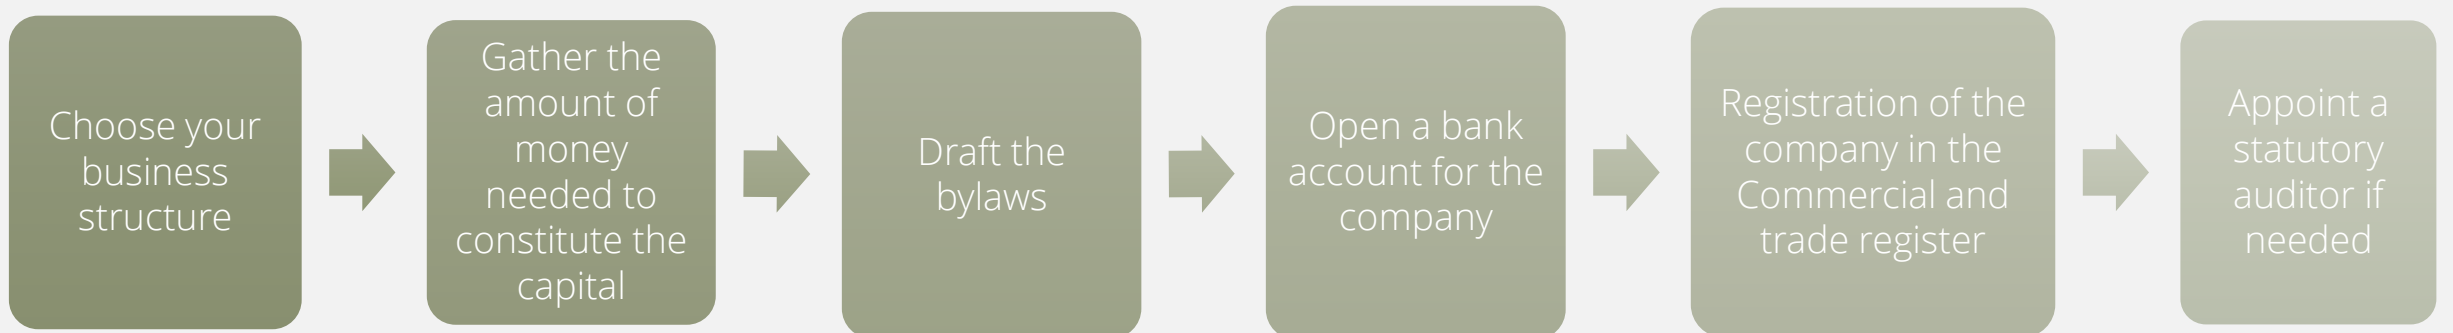 Choose your
business
structure
Gather the
amount of
money
needed to
constitute the
capital
Draft the
bylaws
Open a bank
account for the
company
Registration of the
company in the
Commercial and
trade register
Appoint a
statutory
auditor if
needed